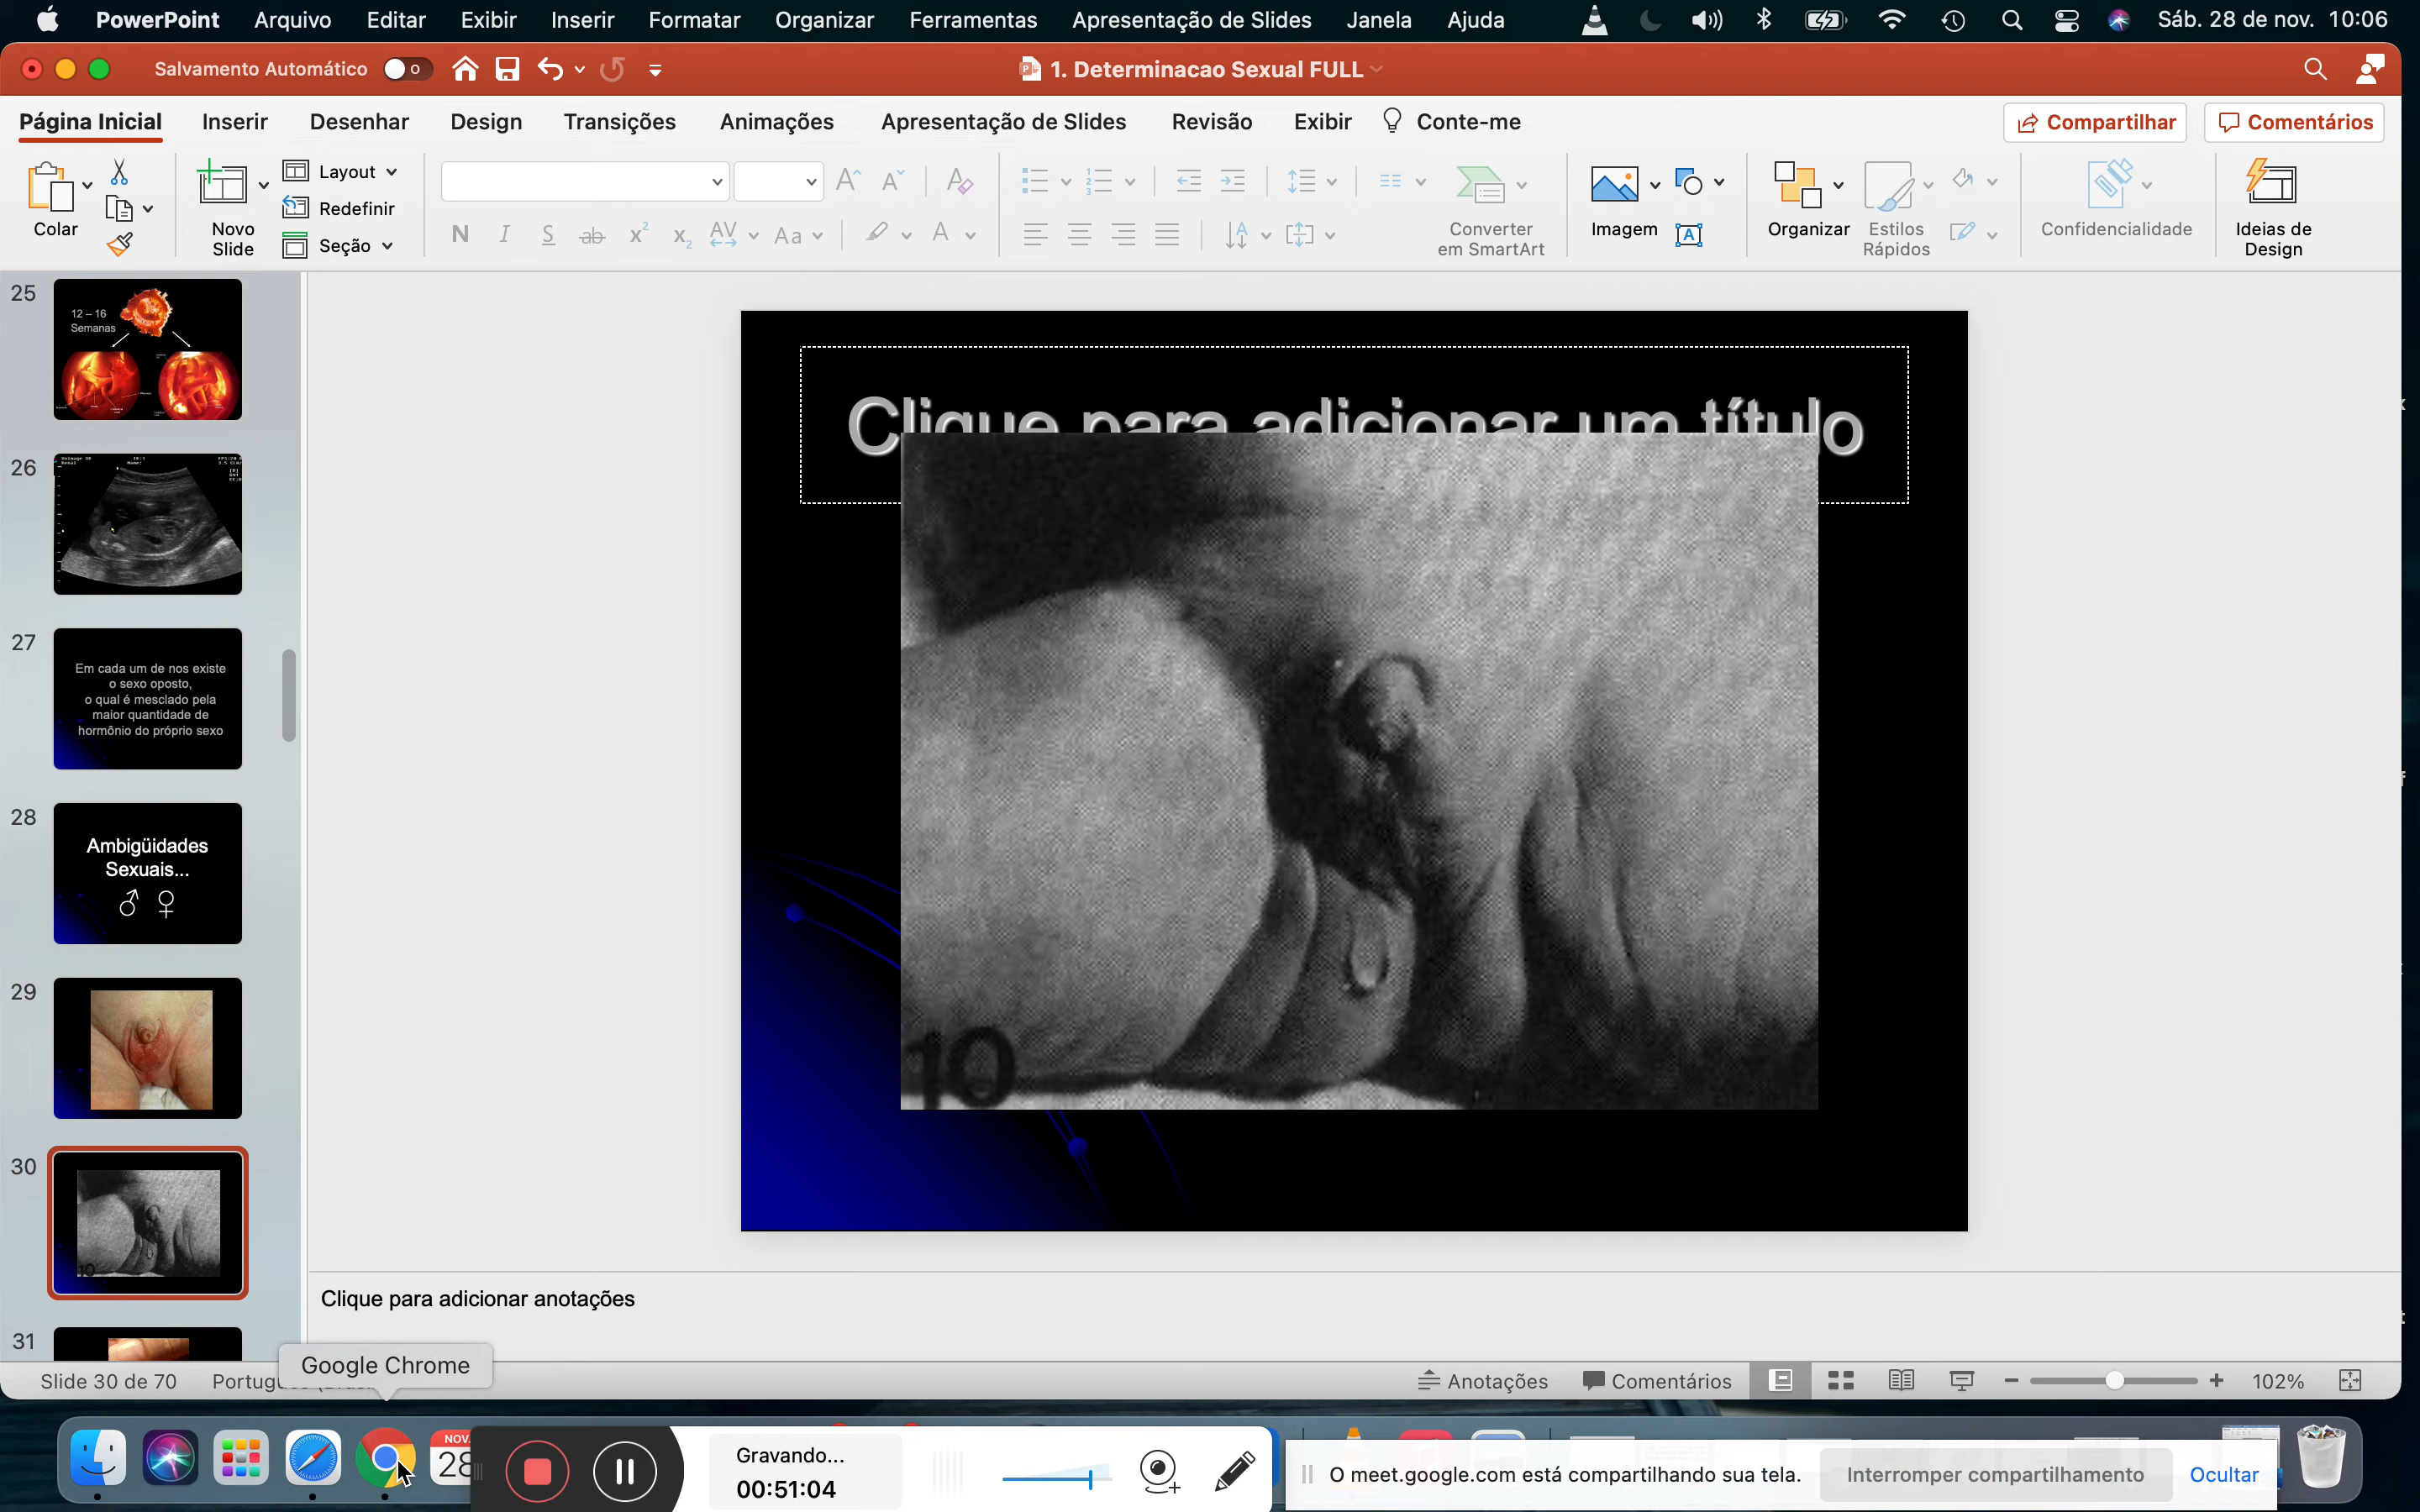 PowerPoint Arquivo Editar Exibir Inserir Formatar Organizar Ferramentas Apresentação de Slides Janela Ajuda Sáb. 28 de nov. 10:06
Salvamento Automático 1. Determinacao Sexual FULL
Página Inicial Inserir Desenhar Design Transições Animações Apresentação de Slides Revisão Exibir Conte-me Compartilhar Comentários
Colar
Novo
Slide
Layout
Redefinir
Seção
Converter
em SmartArt
Imagem
Organizar
Estilos
Rápidos
Confidencialidade
Ideias de
Design
25
12 – 16
Semanas
26
27
Em cada um de nos existe
o sexo oposto,
o qual é mesclado pela
maior quantidade de
hormônio do próprio sexo
28
Ambigüidades
Sexuais...
♂ ♀
29
30
10
31
Clique para adicionar um título
10
Clique para adicionar anotações
Google Chrome
Slide 30 de 70
Anotações Comentários 102%
NOV.
28
Gravando...
00:51:04
O meet.google.com está compartilhando sua tela. Interromper compartilhamento Ocultar